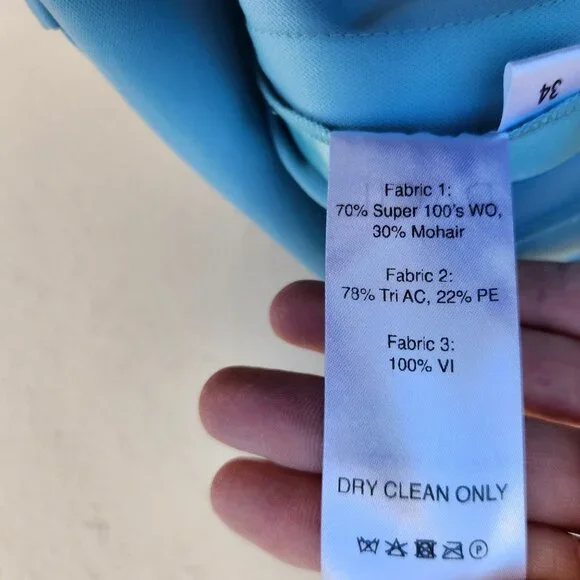 34
Fabric 1:
70% Super 100's WO,
30% Mohair
Fabric 2:
78% Tri AC, 22% PE
Fabric 3:
100% VI
DRY CLEAN ONLY
P